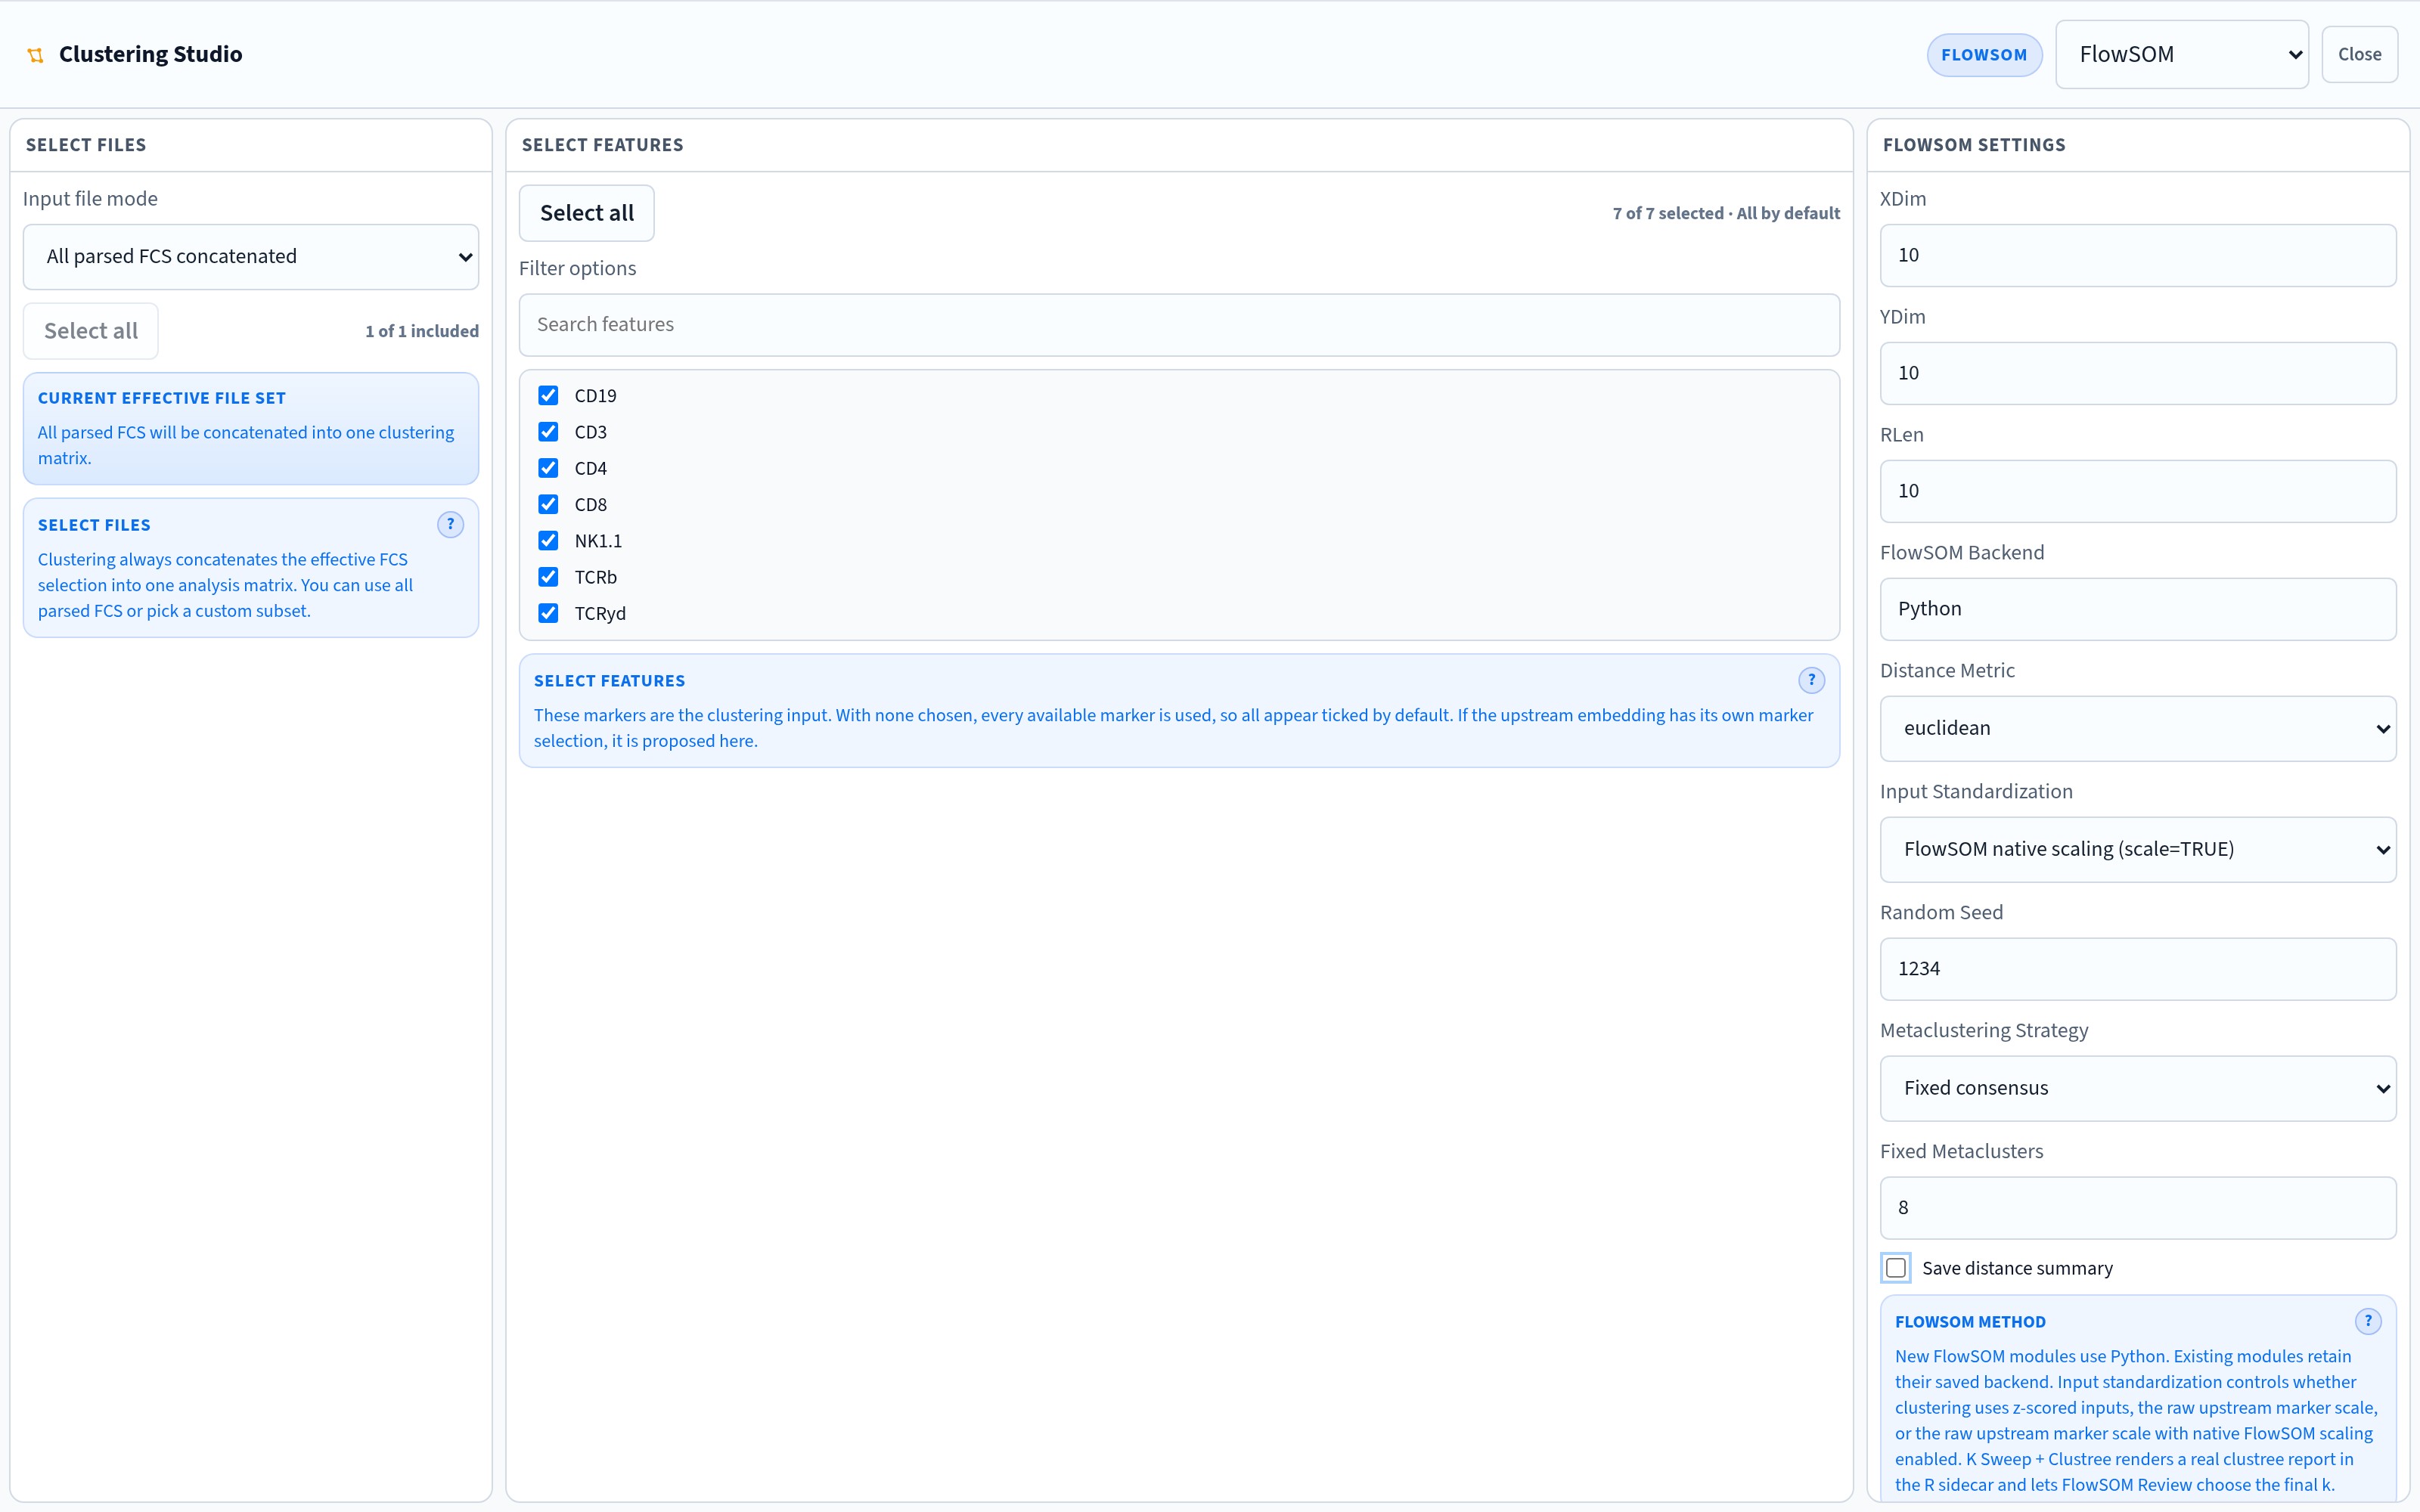 Clustering Studio
FLOWSOM
FlowSOM
Close
SELECT FILES
Input file mode
All parsed FCS concatenated
Select all
1 of 1 included
CURRENT EFFECTIVE FILE SET
All parsed FCS will be concatenated into one clustering
matrix.
SELECT FILES
?
Clustering always concatenates the effective FCS
selection into one analysis matrix. You can use all
parsed FCS or pick a custom subset.
SELECT FEATURES
Select all
7 of 7 selected · All by default
Filter options
Search features
CD19
CD3
CD4
CD8
NK1.1
TCRb
TCRyd
SELECT FEATURES
?
These markers are the clustering input. With none chosen, every available marker is used, so all appear ticked by default. If the upstream embedding has its own marker
selection, it is proposed here.
FLOWSOM SETTINGS
XDim
10
YDim
10
RLen
10
FlowSOM Backend
Python
Distance Metric
euclidean
Input Standardization
FlowSOM native scaling (scale=TRUE)
Random Seed
1234
Metaclustering Strategy
Fixed consensus
Fixed Metaclusters
8
Save distance summary
FLOWSOM METHOD
?
New FlowSOM modules use Python. Existing modules retain
their saved backend. Input standardization controls whether
clustering uses z-scored inputs, the raw upstream marker scale,
or the raw upstream marker scale with native FlowSOM scaling
enabled. K Sweep + Clustree renders a real clustree report in
the R sidecar and lets FlowSOM Review choose the final k.